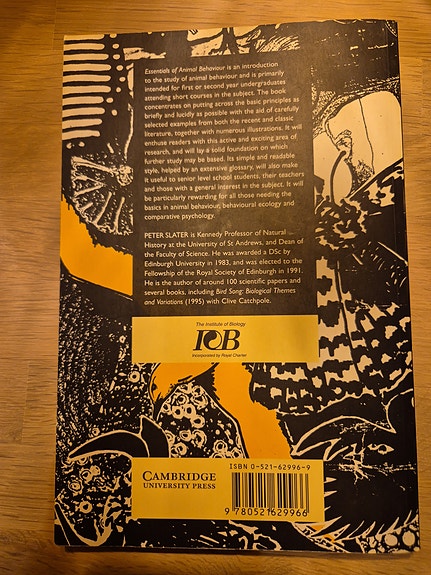 Essentials of Animal Behaviour is an introduction
to the study of animal behaviour and is primarily
intended for first or second year undergraduates
attending short courses in the subject. The book
concentrates on putting across the basic principles as
briefly and lucidly as possible with the aid of carefully
selected examples from both the recent and classic
literature, together with numerous illustrations. It will
enthuse readers with this active and exciting area of
research, and will lay a solid foundation on which
further study may be based. Its simple and readable
style, helped by an extensive glossary, will also make
it useful to senior level school students, their teachers
and those with a general interest in the subject. It will
be particularly rewarding for all those needing the
basics in animal behaviour, behavioural ecology and
comparative psychology.
PETER SLATER is Kennedy Professor of Natural
History at the University of St Andrews, and Dean of
the Faculty of Science. He was awarded a DSc by
Edinburgh University in 1983, and was elected to the
Fellowship of the Royal Society of Edinburgh in 1991.
He is the author of around 100 scientific papers and
several books, including Bird Song: Biological Themes
and Variations (1995) with Clive Catchpole.
The Institute of Biology
IOB
Incorporated by Royal Charter
CAMBRIDGE
UNIVERSITY PRESS
ISBN 0-521-62996-9
9 780521 629966